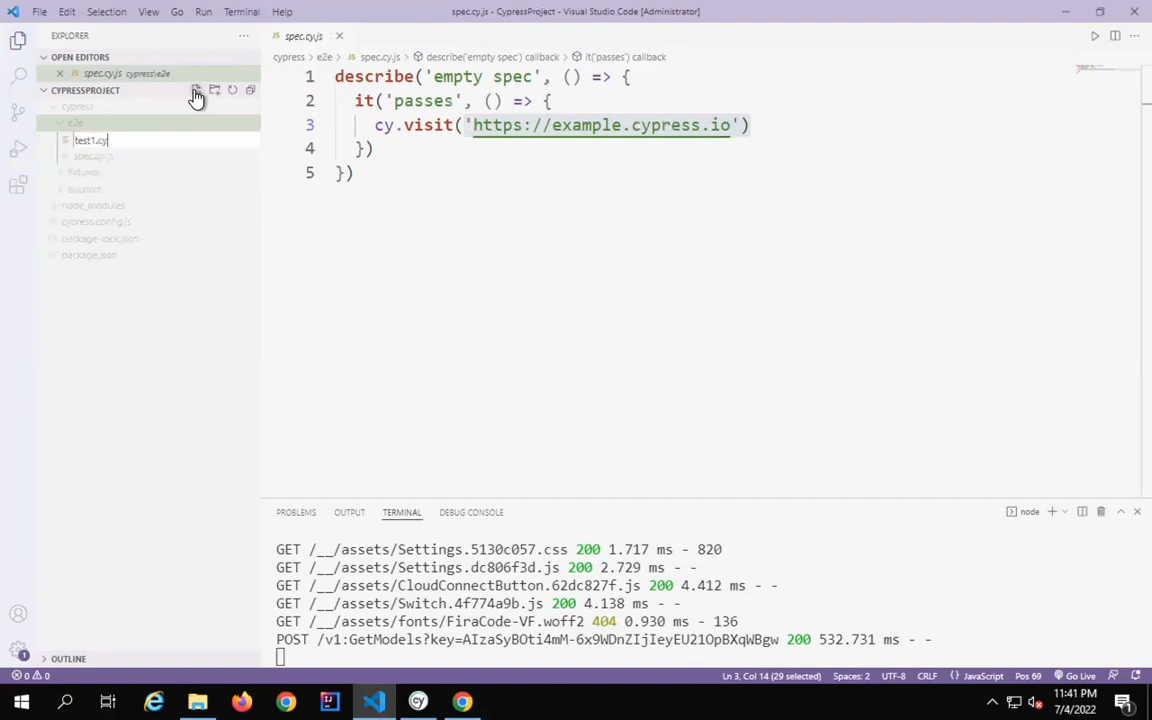 File Edit Selection View Go Run Terminal Help
spec.cy.js - CypressProject - Visual Studio Code [Administrator]
EXPLORER
OPEN EDITORS
spec.cy.js cypress\e2e
CYPRESSPROJECT
cypress
e2e
test1.cy
spec.cy.js
fixtures
support
node_modules
cypress.config.js
package-lock.json
package.json
OUTLINE
spec.cy.js
cypress > e2e > JS spec.cy.js > describe('empty spec') callback > it('passes') callback
1 describe('empty spec', () => {
2 it('passes', () => {
3 cy.visit('https://example.cypress.io')
4 })
5 })
PROBLEMS OUTPUT TERMINAL DEBUG CONSOLE
node
GET /__/assets/Settings.5130c057.css 200 1.717 ms - 820
GET /__/assets/Settings.dc806f3d.js 200 2.729 ms - -
GET /__/assets/CloudConnectButton.62dc827f.js 200 4.412 ms - -
GET /__/assets/Switch.4f774a9b.js 200 4.138 ms - -
GET /__/assets/fonts/FiraCode-VF.woff2 404 0.930 ms - 136
POST /v1:GetModels?key=AIzaSyBOti4mM-6x9WDnZIjIeyEU21OpBXqWBgw 200 532.731 ms - -
0 0 Ln 3, Col 14 (29 selected) Spaces: 2 UTF-8 CRLF {} JavaScript Go Live Pos 69
11:41 PM
7/4/2022